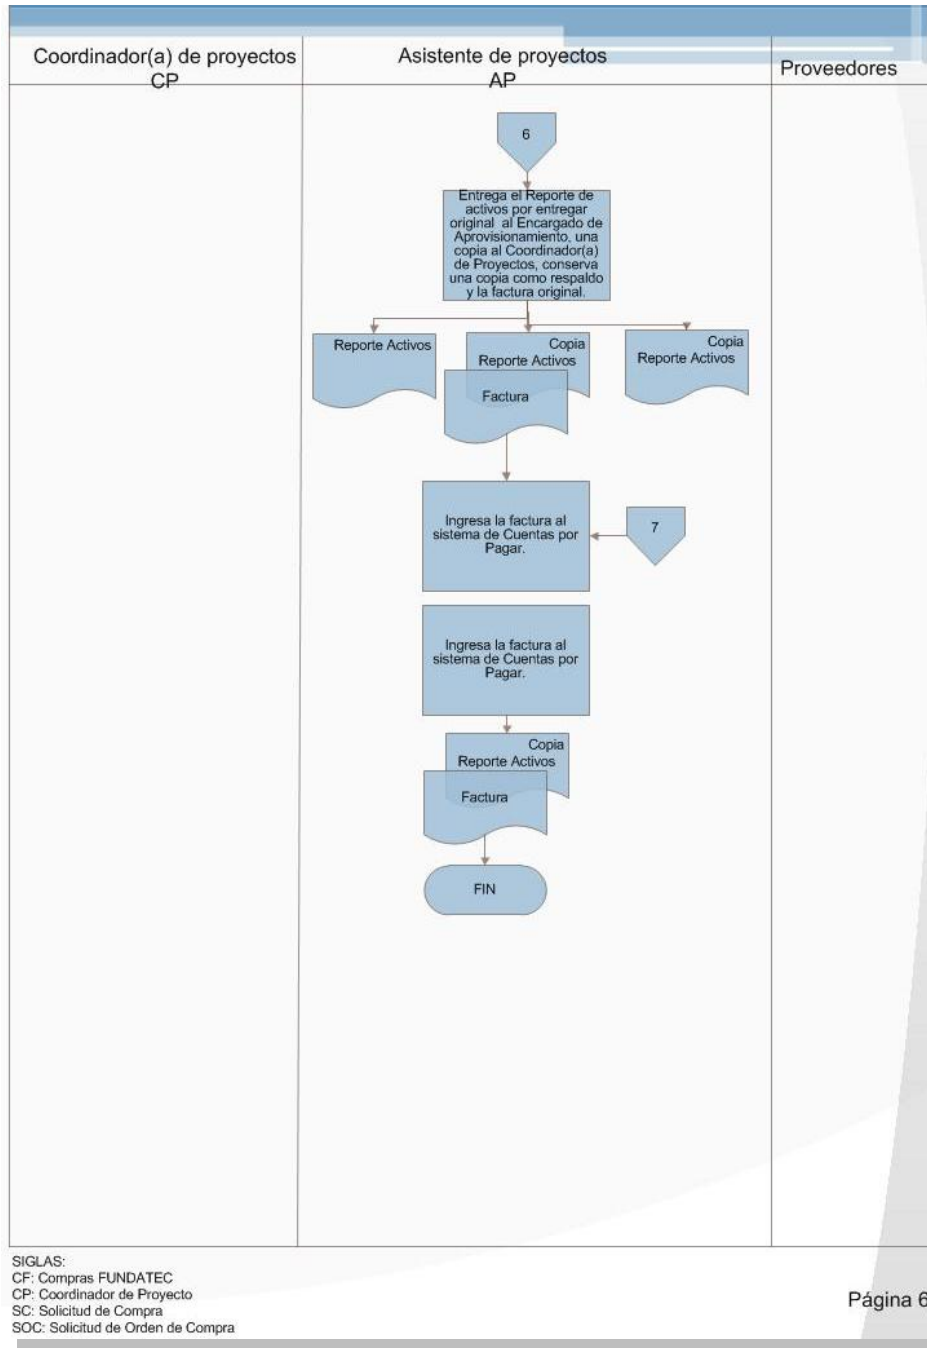 Coordinador(a) de proyectos
CP
Asistente de proyectos
AP
Proveedores
6
Entrega el Reporte de
activos por entregar
original al Encargado de
Aprovisionamiento, una
copia al Coordinador(a)
de Proyectos, conserva
una copia como respaldo
y la factura original.
Reporte Activos
Copia
Reporte Activos
Factura
Copia
Reporte Activos
Ingresa la factura al
sistema de Cuentas por
Pagar.
7
Ingresa la factura al
sistema de Cuentas por
Pagar.
Copia
Reporte Activos
Factura
FIN
SIGLAS:
CF: Compras FUNDATEC
CP: Coordinador de Proyecto
SC: Solicitud de Compra
SOC: Solicitud de Orden de Compra
Página 6